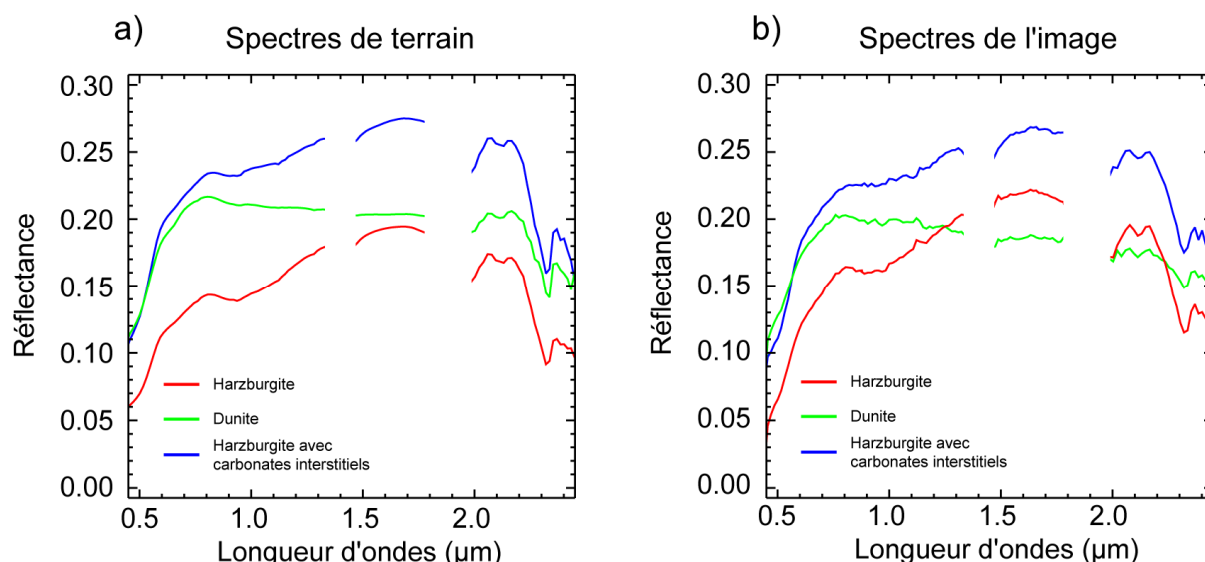 a)
Spectres de terrain
Réflectance
0.30
0.25
0.20
0.15
0.10
0.05
0.00
Harzburgite
Dunite
Harzburgite avec
carbonates interstitiels
0.5 1.0 1.5 2.0
Longueur d'ondes (µm)
b)
Spectres de l'image
Réflectance
0.30
0.25
0.20
0.15
0.10
0.05
0.00
Harzburgite
Dunite
Harzburgite avec
carbonates interstitiels
0.5 1.0 1.5 2.0
Longueur d'ondes (µm)